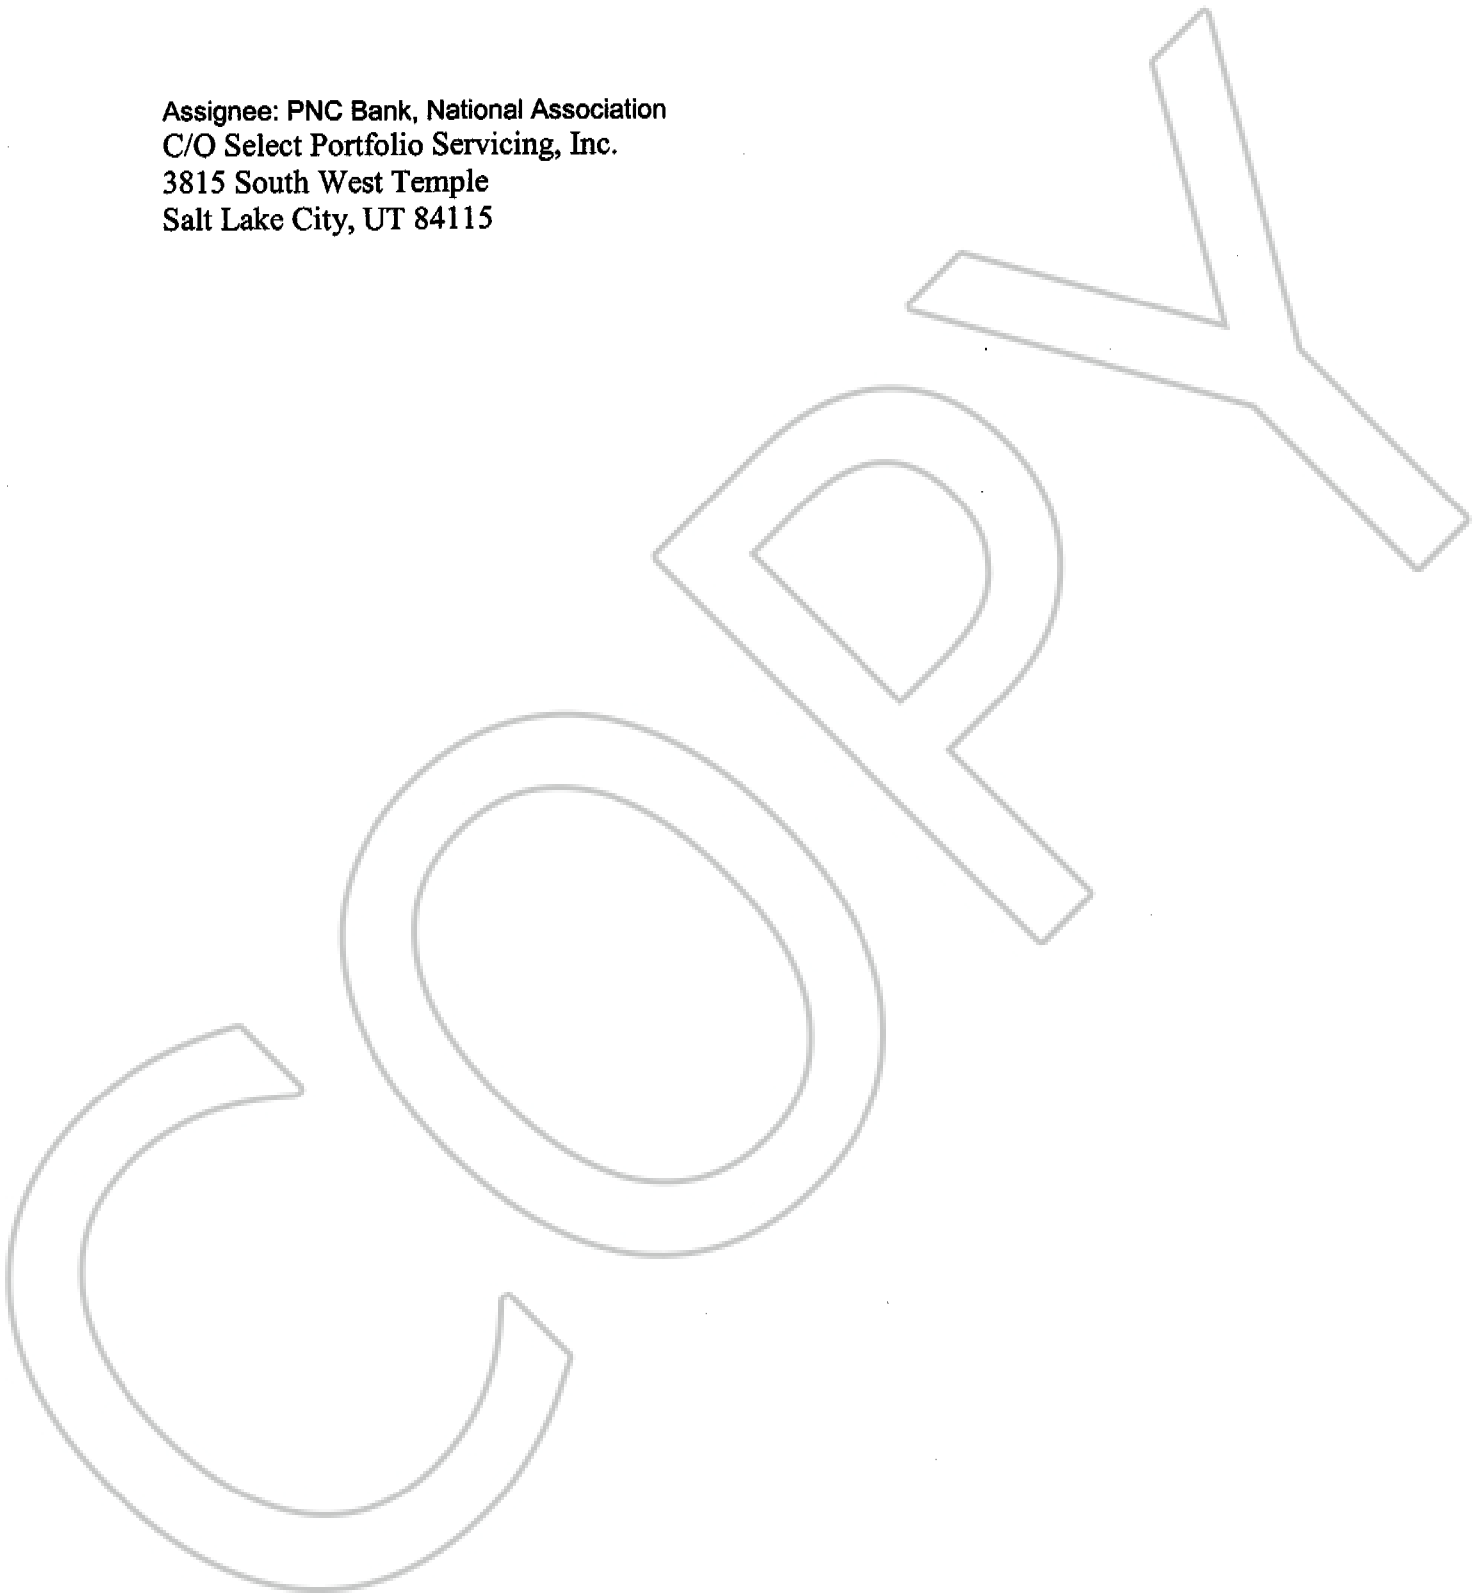 Assignee: PNC Bank, National Association
C/O Select Portfolio Servicing, Inc.
3815 South West Temple
Salt Lake City, UT 84115
COPY